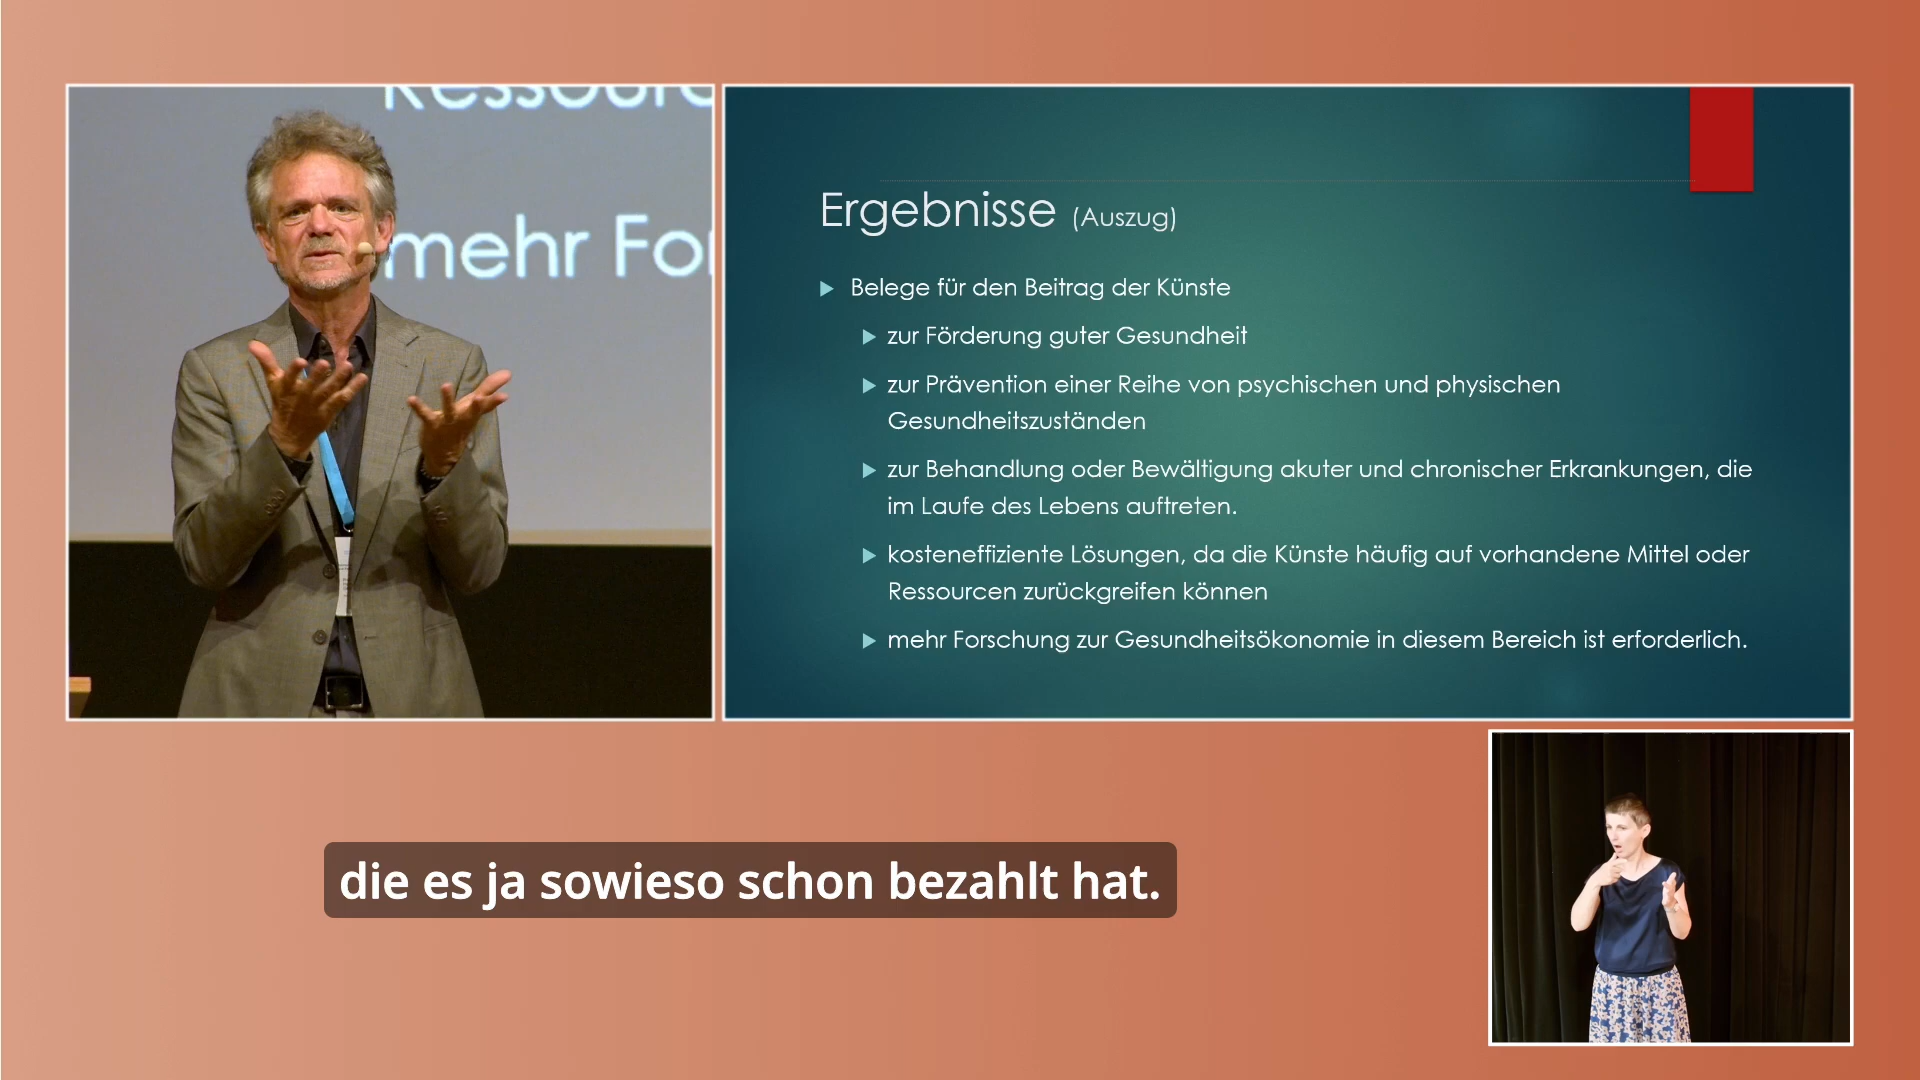 mehr
Ergebnisse (Auszug)
Belege für den Beitrag der Künste
zur Förderung guter Gesundheit
zur Prävention einer Reihe von psychischen und physischen
Gesundheitszuständen
zur Behandlung oder Bewältigung akuter und chronischer Erkrankungen, die
im Laufe des Lebens auftreten.
kosteneffiziente Lösungen, da die Künste häufig auf vorhandene Mittel oder
Ressourcen zurückgreifen können
mehr Forschung zur Gesundheitsökonomie in diesem Bereich ist erforderlich.
die es ja sowieso schon bezahlt hat.